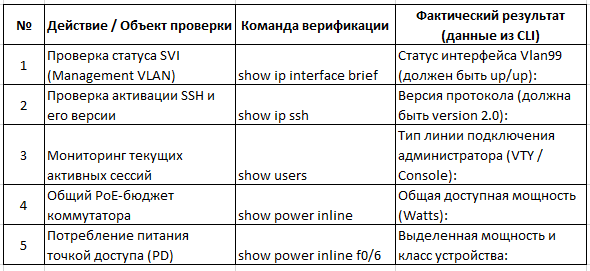 № Действие / Объект проверки Команда верификации Фактический результат
(данные из CLI)
1 Проверка статуса SVI
(Management VLAN) show ip interface brief Статус интерфейса Vlan99
(должен быть up/up):
2 Проверка активации SSH и
его версии show ip ssh Версия протокола (должна
быть version 2.0):
3 Мониторинг текущих
активных сессий show users Тип линии подключения
администратора (VTY /
Console):
4 Общий PoE-бюджет
коммутатора show power inline Общая доступная мощность
(Watts):
5 Потребление питания
точкой доступа (PD) show power inline f0/6 Выделенная мощность и
класс устройства: